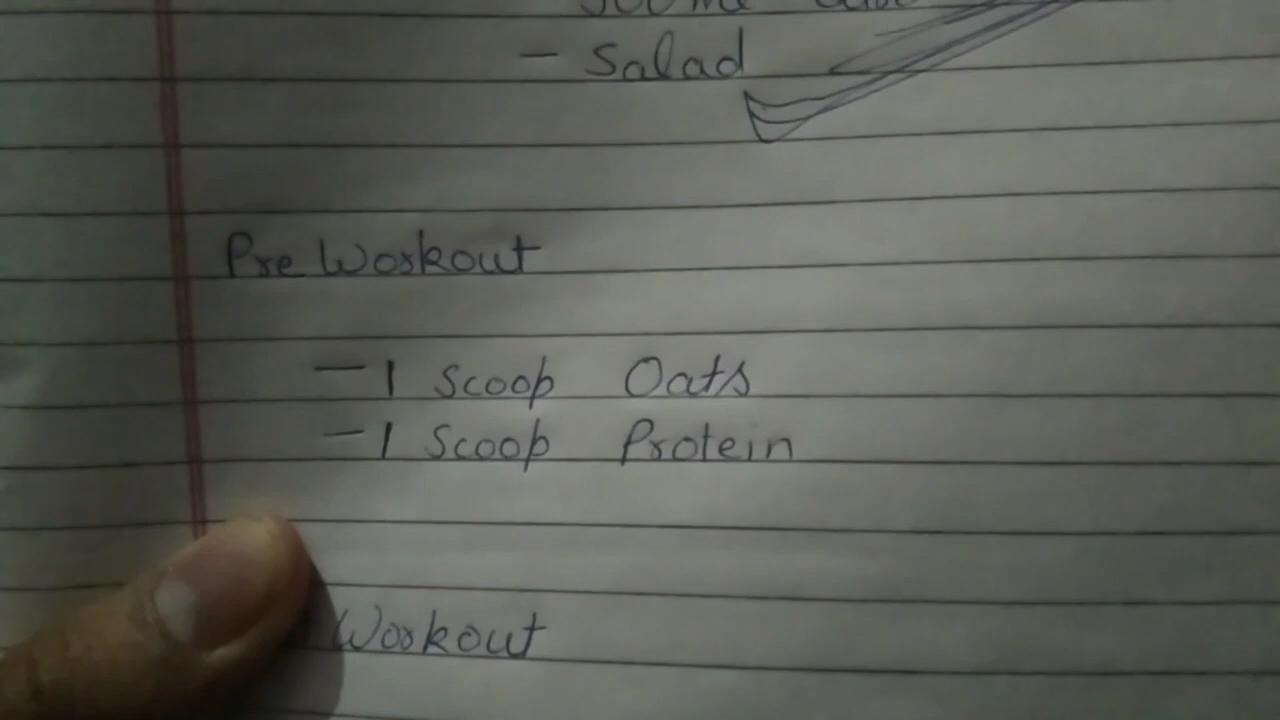 - Salad
Pre Workout
- 1 Scoop Oats
- 1 Scoop Protein
Workout